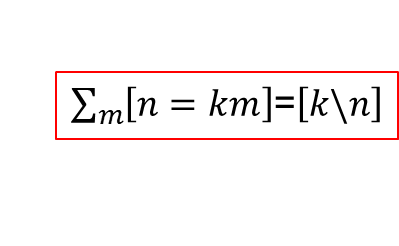 ∑ₘ[n = km]=[k\n]